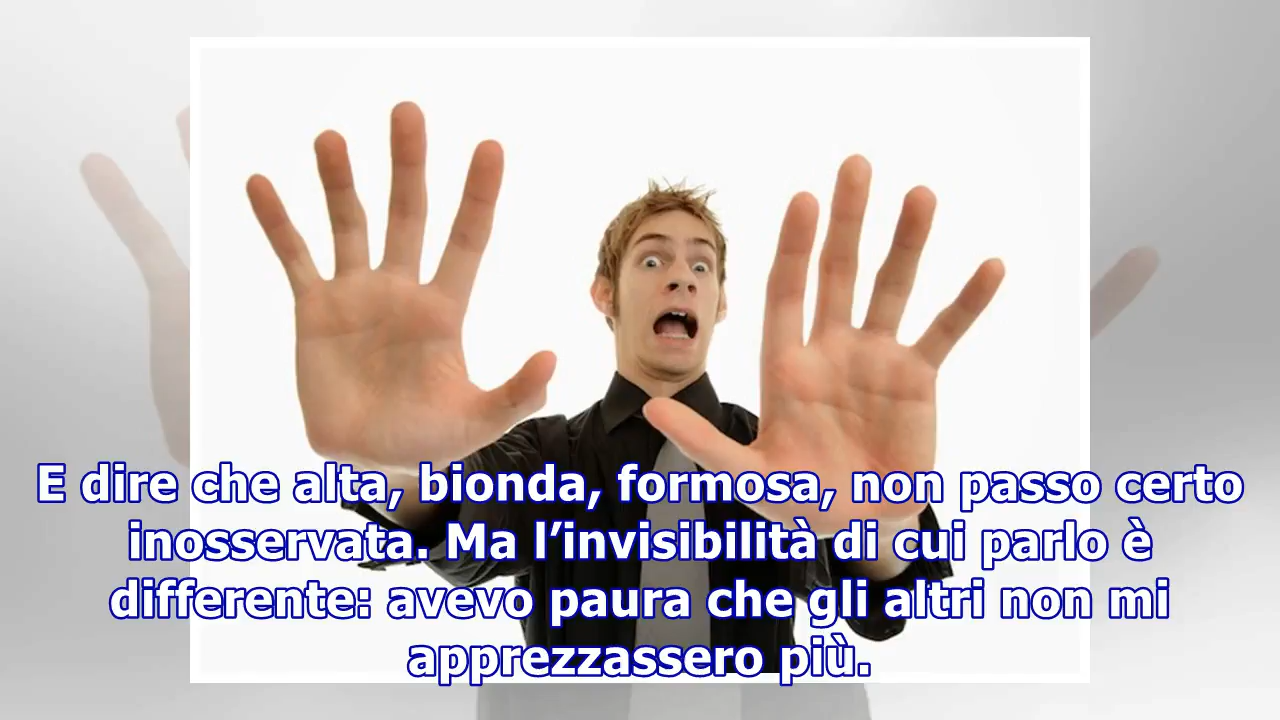 E dire che alta, bionda, formosa, non passo certo
inosservata. Ma l’invisibilità di cui parlo è
differente: avevo paura che gli altri non mi
apprezzassero più.